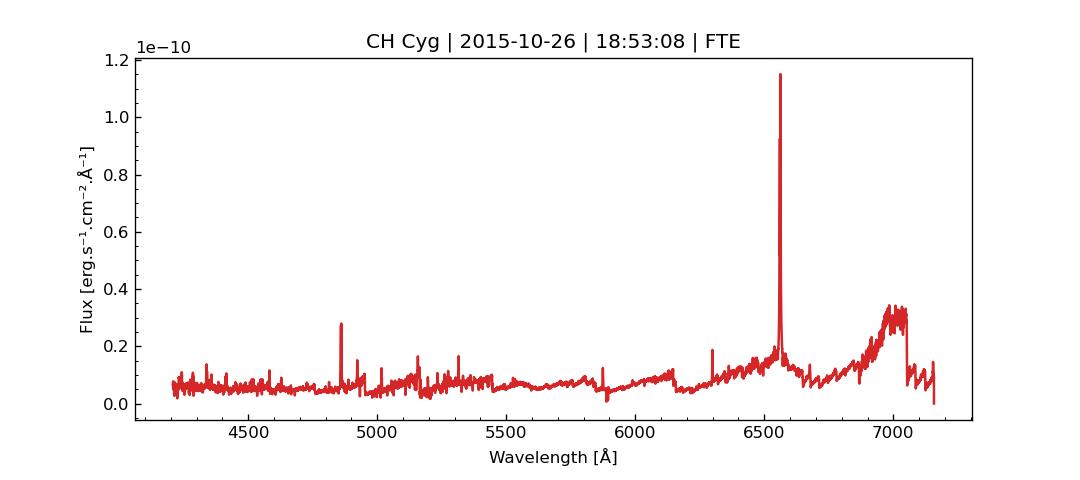 CH Cyg | 2015-10-26 | 18:53:08 | FTE
1e−10
1.2
1.0
0.8
0.6
0.4
0.2
0.0
Flux [erg.s⁻¹.cm⁻².Å⁻¹]
4500 5000 5500 6000 6500 7000
Wavelength [Å]